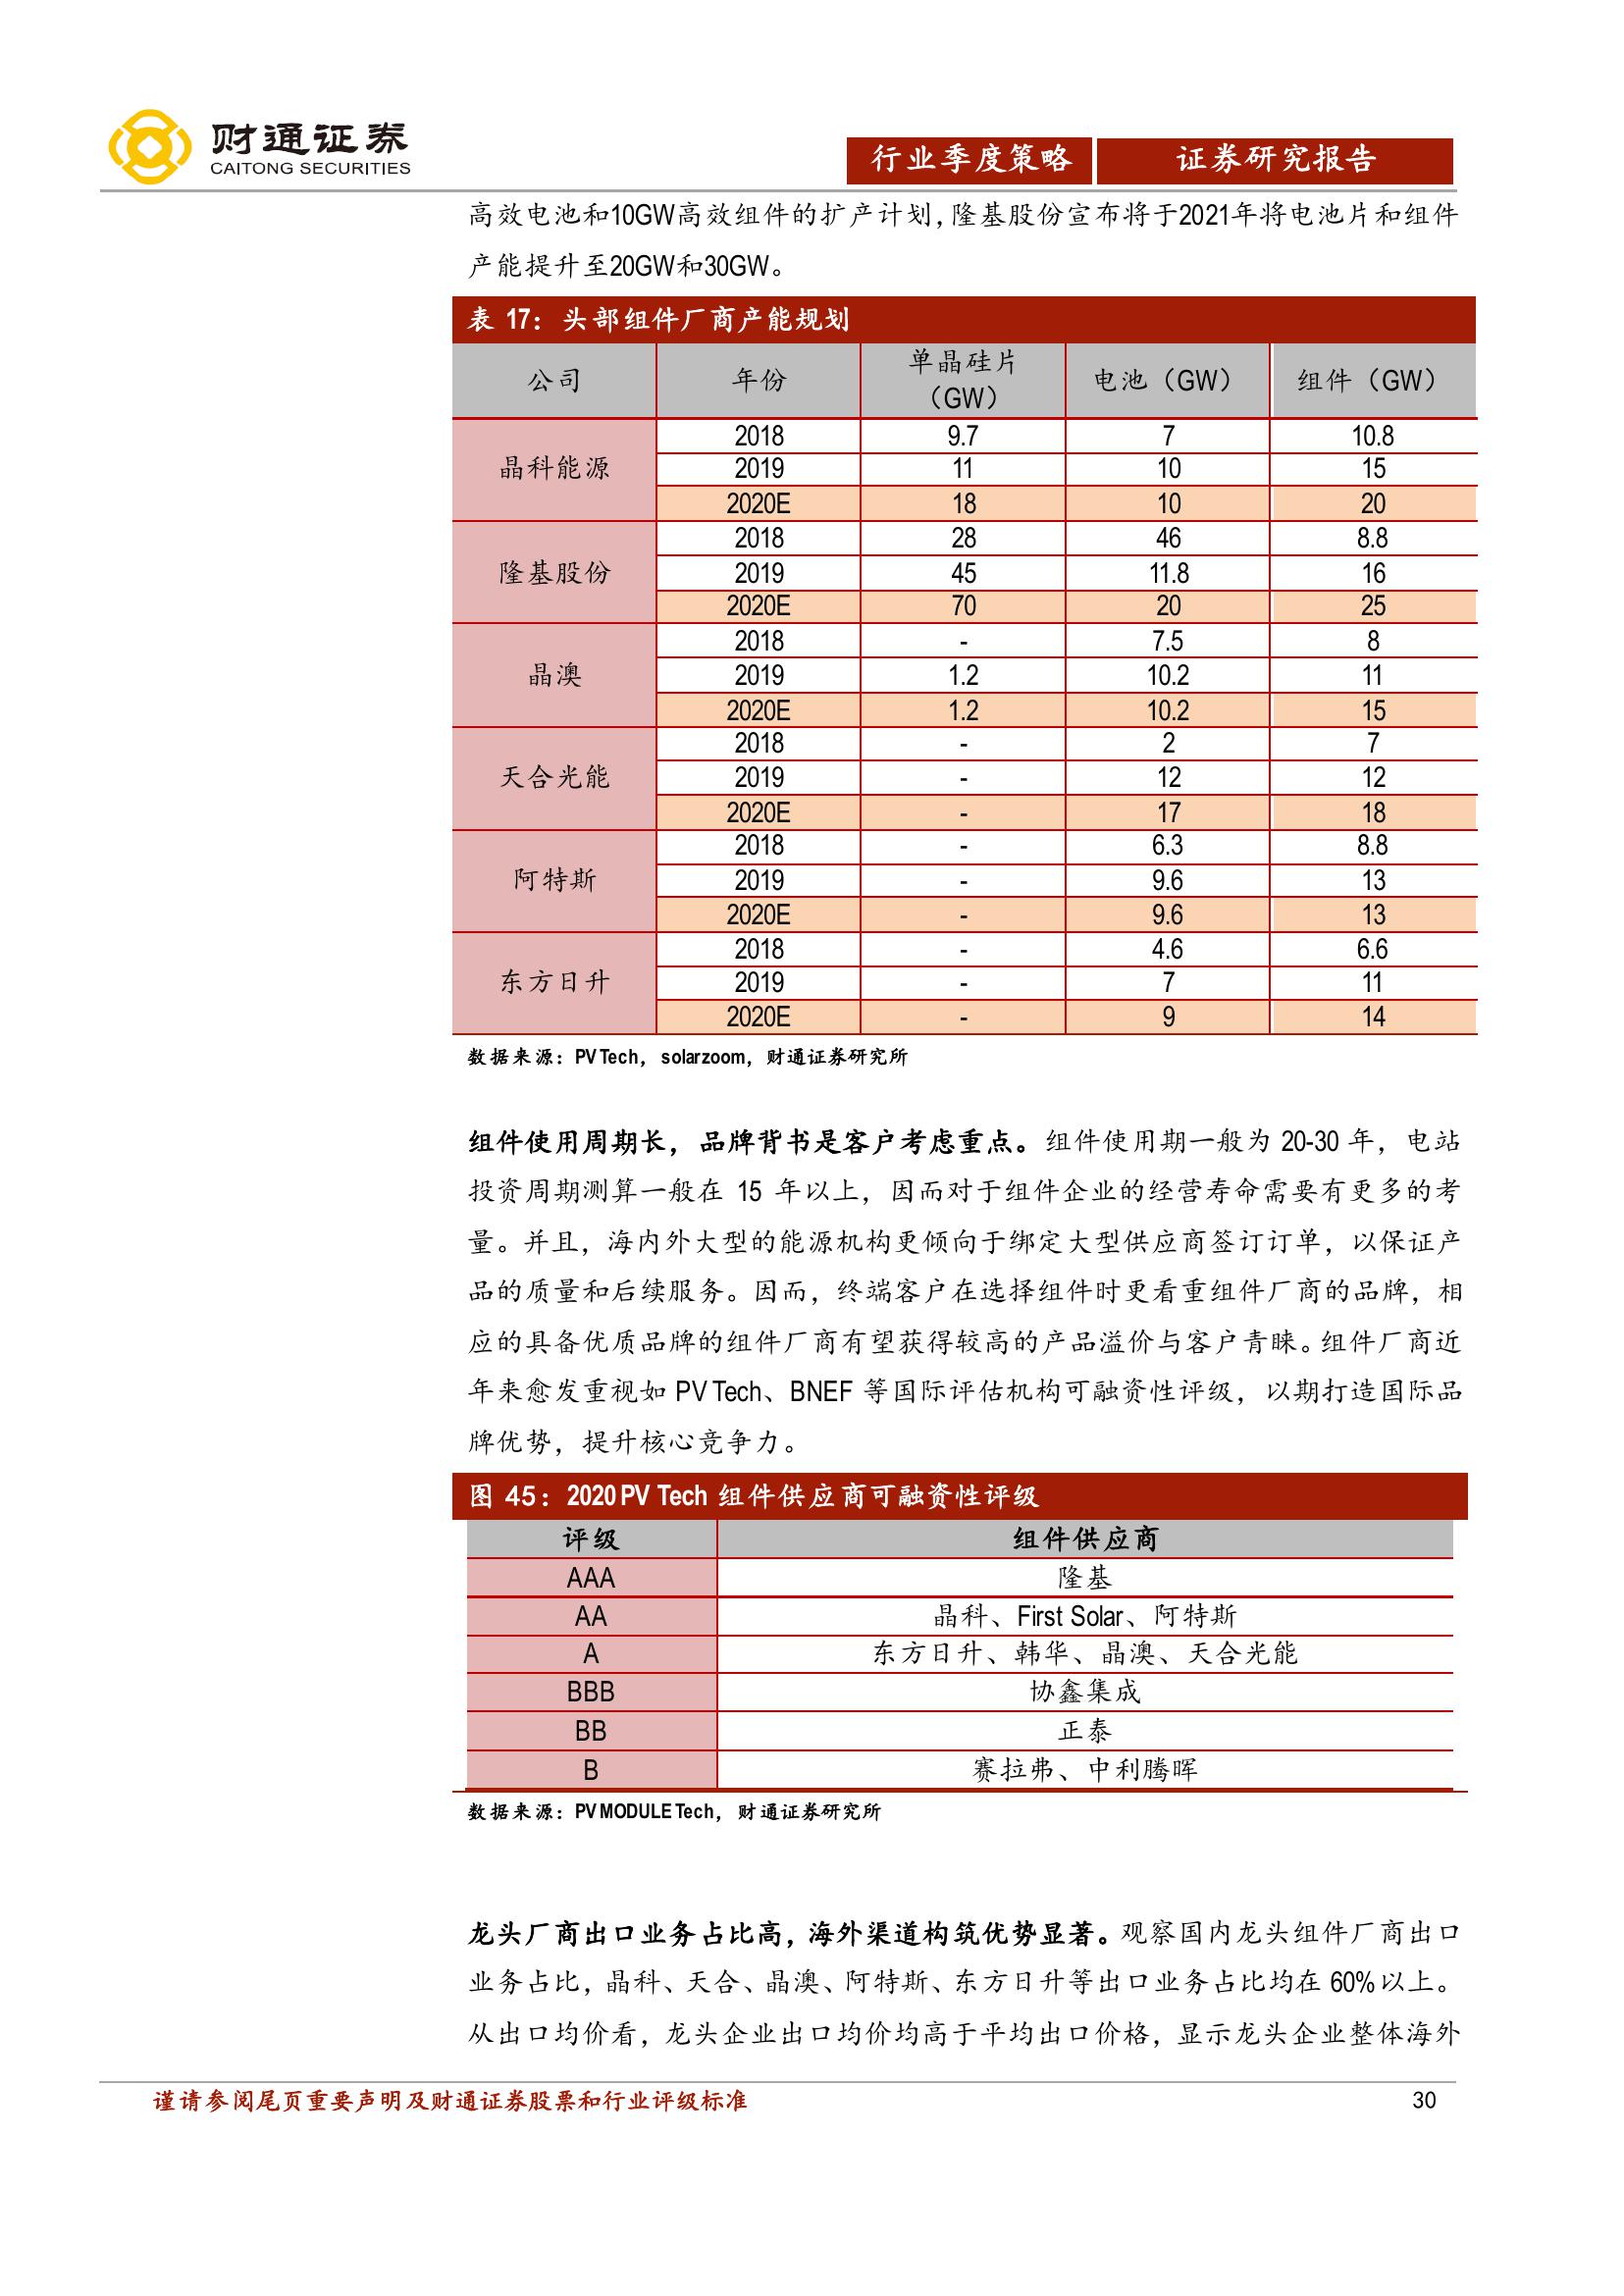 财通证券
CAITONG SECURITIES
行业季度策略 证券研究报告
高效电池和10GW高效组件的扩产计划，隆基股份宣布将于2021年将电池片和组件
产能提升至20GW和30GW。
表 17：头部组件厂商产能规划
公司 年份 单晶硅片（GW） 电池（GW） 组件（GW）
晶科能源 2018 9.7 7 10.8
2019 11 10 15
2020E 18 10 20
隆基股份 2018 28 46 8.8
2019 45 11.8 16
2020E 70 20 25
晶澳 2018 - 7.5 8
2019 1.2 10.2 11
2020E 1.2 10.2 15
天合光能 2018 - 2 7
2019 - 12 12
2020E - 17 18
阿特斯 2018 - 6.3 8.8
2019 - 9.6 13
2020E - 9.6 13
东方日升 2018 - 4.6 6.6
2019 - 7 11
2020E - 9 14
数据来源：PV Tech，solarzoom，财通证券研究所
组件使用周期长，品牌背书是客户考虑重点。组件使用期一般为 20-30 年，电站
投资周期测算一般在 15 年以上，因而对于组件企业的经营寿命需要有更多的考
量。并且，海内外大型的能源机构更倾向于绑定大型供应商签订订单，以保证产
品的质量和后续服务。因而，终端客户在选择组件时更看重组件厂商的品牌，相
应的具备优质品牌的组件厂商有望获得较高的产品溢价与客户青睐。组件厂商近
年来愈发重视如 PV Tech、BNEF 等国际评估机构可融资性评级，以期打造国际品
牌优势，提升核心竞争力。
图 45：2020 PV Tech 组件供应商可融资性评级
评级 组件供应商
AAA 隆基
AA 晶科、First Solar、阿特斯
A 东方日升、韩华、晶澳、天合光能
BBB 协鑫集成
BB 正泰
B 赛拉弗、中利腾晖
数据来源：PV MODULE Tech，财通证券研究所
龙头厂商出口业务占比高，海外渠道构筑优势显著。观察国内龙头组件厂商出口
业务占比，晶科、天合、晶澳、阿特斯、东方日升等出口业务占比均在 60%以上。
从出口均价看，龙头企业出口均价均高于平均出口价格，显示龙头企业整体海外
谨请参阅尾页重要声明及财通证券股票和行业评级标准 30